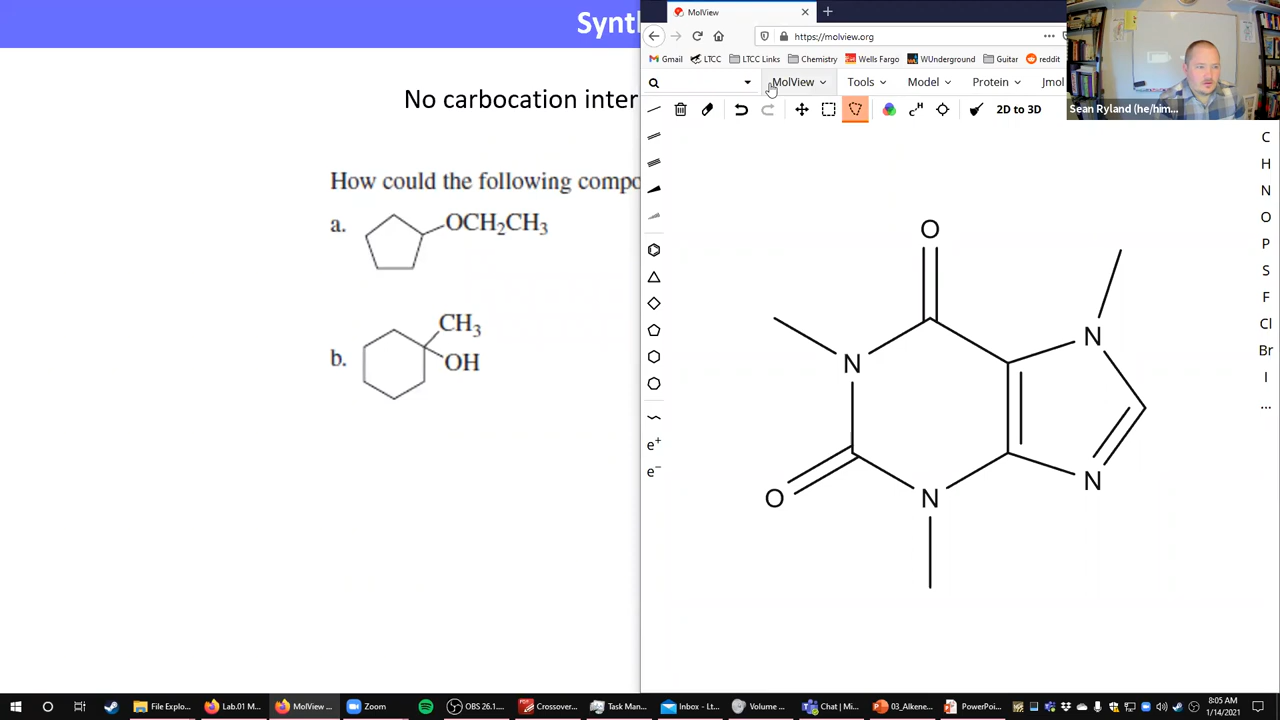 Synth
No carbocation inter
How could the following compo
a.
OCH₂CH₃
b.
CH₃
OH
MolView
https://molview.org
Gmail LTCC LTCC Links Chemistry Wells Fargo WUnderground Guitar reddit
MolView Tools Model Protein Jmol
2D to 3D
Sean Ryland (he/him...
C
H
N
O
P
S
F
Cl
Br
I
...
e+
e-
O
N
N
O
N
N
File Explo... Lab.01 M... MolView ... Zoom OBS 26.1.... Crossover... Task Man... Inbox - Lt... Volume ... Chat | Mi... 03_Alkene... PowerPoi...
8:05 AM
1/14/2021